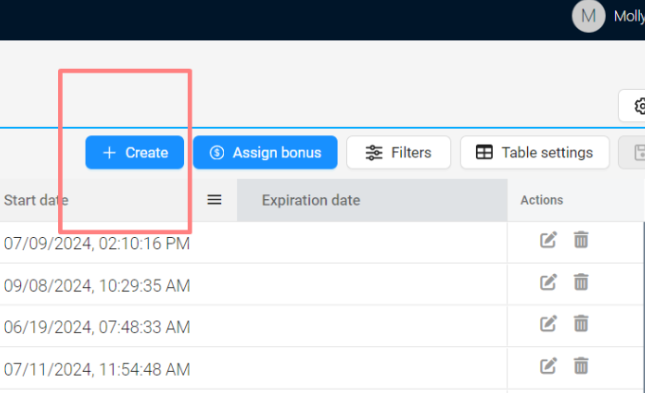 M Molly
Create Assign bonus Filters Table settings
Start date Expiration date Actions
07/09/2024, 02:10:16 PM
09/08/2024, 10:29:35 AM
06/19/2024, 07:48:33 AM
07/11/2024, 11:54:48 AM